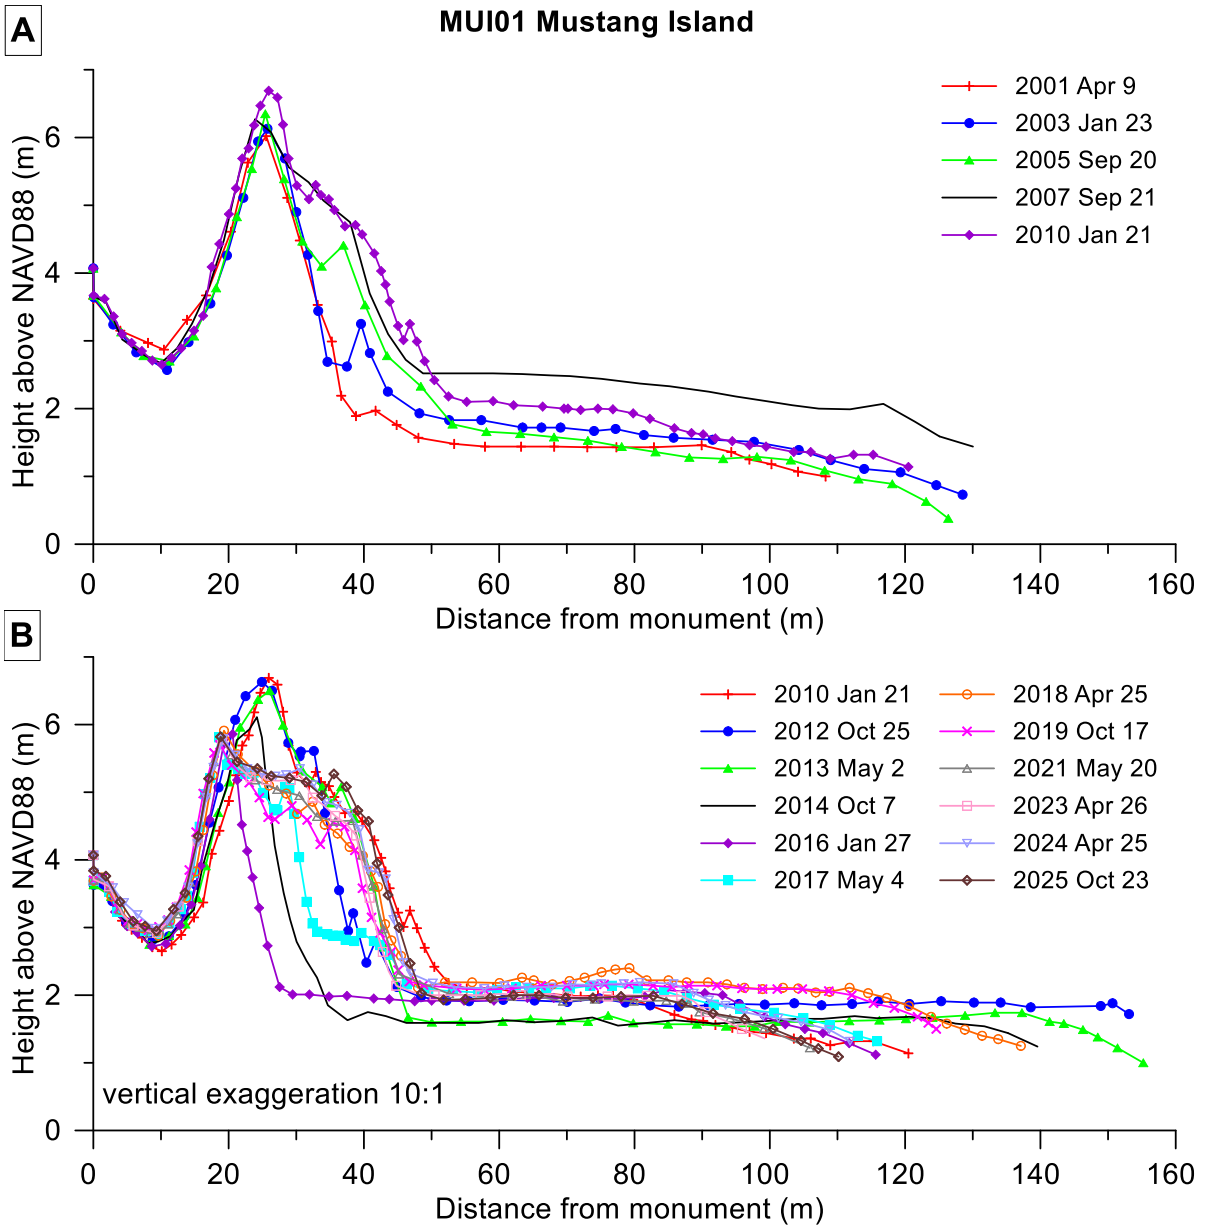 MUI01 Mustang Island
A
Height above NAVD88 (m)
6
4
2
0
0 20 40 60 80 100 120 140 160
Distance from monument (m)
2001 Apr 9
2003 Jan 23
2005 Sep 20
2007 Sep 21
2010 Jan 21
B
Height above NAVD88 (m)
6
4
2
0
0 20 40 60 80 100 120 140 160
Distance from monument (m)
2010 Jan 21
2012 Oct 25
2013 May 2
2014 Oct 7
2016 Jan 27
2017 May 4
2018 Apr 25
2019 Oct 17
2021 May 20
2023 Apr 26
2024 Apr 25
2025 Oct 23
vertical exaggeration 10:1